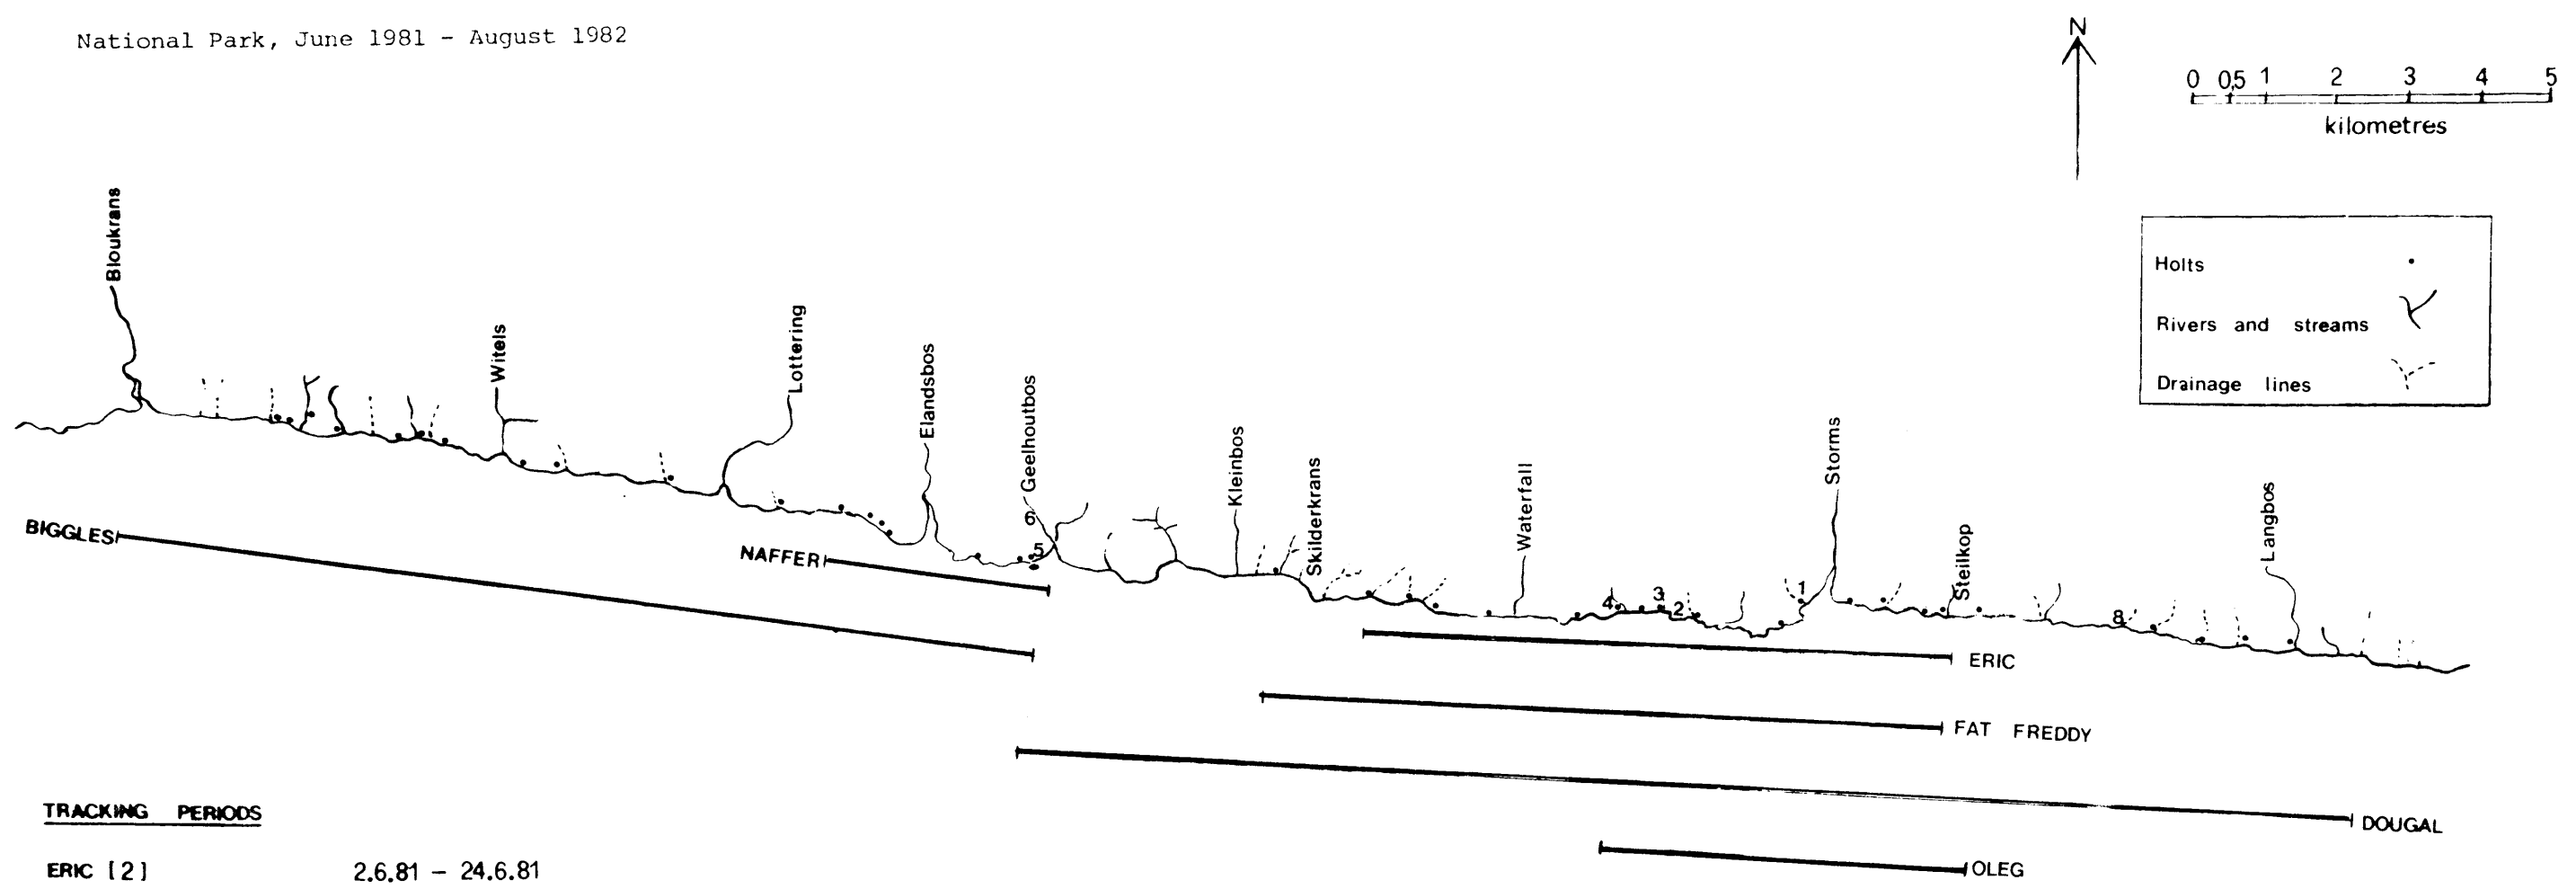 National Park, June 1981 - August 1982
N
0 0,5 1 2 3 4 5
kilometres
Holts
Rivers and streams
Drainage lines
Bloukrans
Witels
Lottering
Elandsbos
Geelhoutbos
Kleinbos
Skilderkrans
Waterfall
Storms
Steilkop
Langbos
6
5
4
3
2
1
8
BIGGLES
NAFFER
ERIC
FAT FREDDY
DOUGAL
OLEG
TRACKING PERIODS
ERIC [2] 2.6.81 - 24.6.81